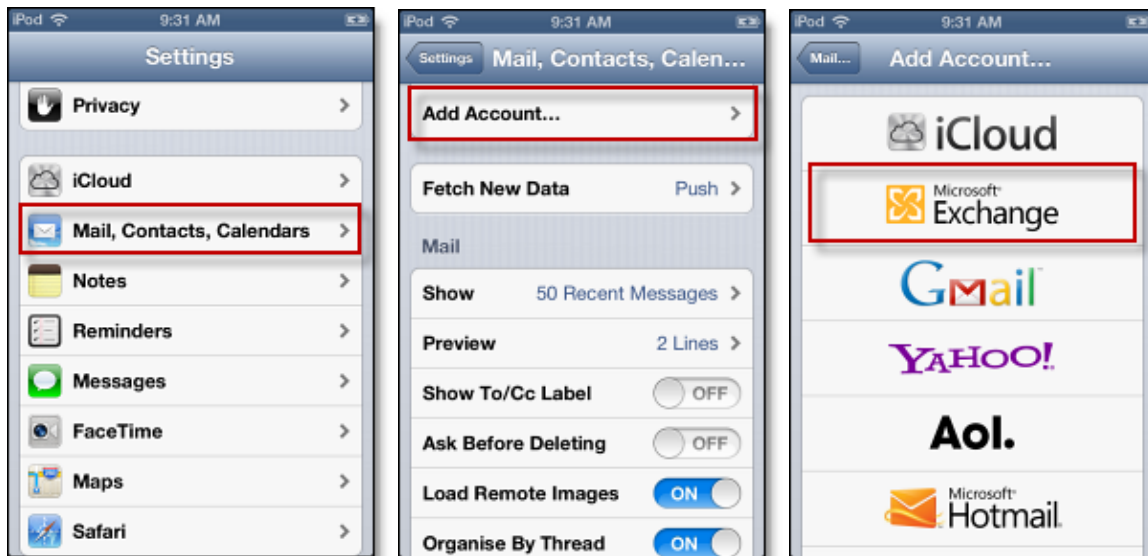 iPod 9:31 AM
Settings
Privacy
iCloud
Mail, Contacts, Calendars
Notes
Reminders
Messages
FaceTime
Maps
Safari
iPod 9:31 AM
Settings Mail, Contacts, Calen...
Add Account...
Fetch New Data Push
Mail
Show 50 Recent Messages
Preview 2 Lines
Show To/Cc Label OFF
Ask Before Deleting OFF
Load Remote Images ON
Organise By Thread ON
iPod 9:31 AM
Mail... Add Account...
iCloud
Microsoft
Exchange
Gmail
YAHOO!
Aol.
Microsoft
Hotmail